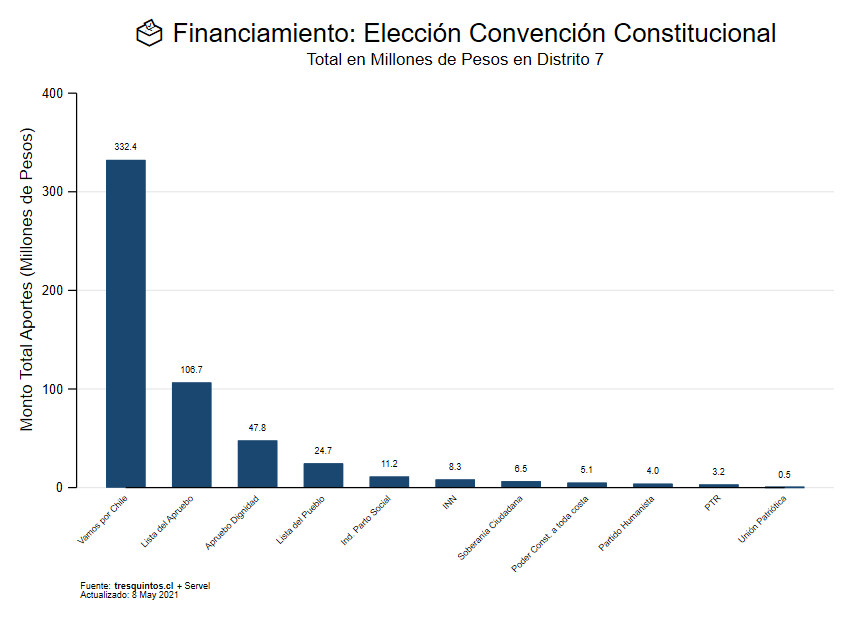 Financiamiento: Elección Convención Constitucional
Total en Millones de Pesos en Distrito 7
Monto Total Aportes (Millones de Pesos)
400
300
200
100
0
332.4
106.7
47.8
24.7
11.2
8.3
6.5
5.1
4.0
3.2
0.5
Vamos por Chile
Lista del Apruebo
Apruebo Dignidad
Lista del Pueblo
Ind. Parto Social
INN
Soberanía Ciudadana
Poder Const. a toda costa
Partido Humanista
PTR
Unión Patriótica
Fuente: tresquintos.cl + Servel
Actualizado: 8 May 2021